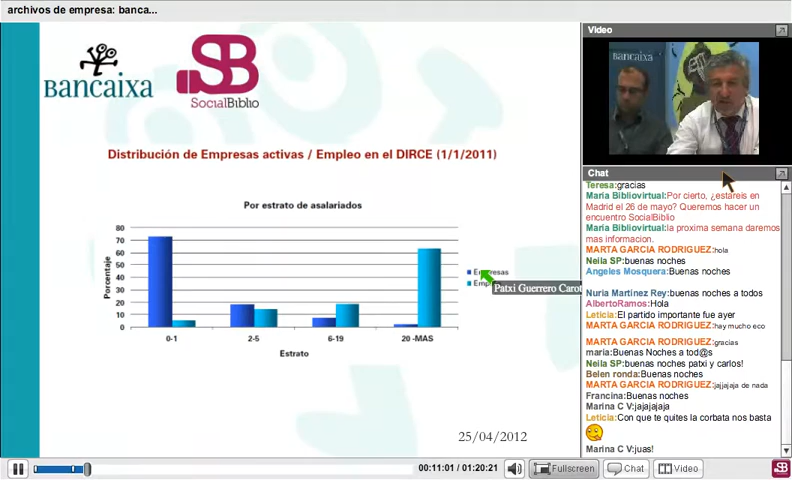 archivos de empresa: banca...
BANCAIXA
SB
SocialBiblio
Distribución de Empresas activas / Empleo en el DIRCE (1/1/2011)
Por estrato de asalariados
Porcentaje
80
70
60
50
40
30
20
10
0
0-1
2-5
6-19
20 -MAS
Estrato
Empresas
Patxi Guerrero Carot
25/04/2012
Video
BANCAIXA
Chat
Teresa:gracias
Maria Bibliovirtual:Por cierto, ¿estareis en
Madrid el 26 de mayo? Queremos hacer un
encuentro SocialBiblio
Maria Bibliovirtual:la proxima semana daremos
mas informacion.
MARTA GARCIA RODRIGUEZ:hola
Neila SP:buenas noches
Angeles Mosquera:Buenas noches
Nuria Martinez Rey:buenas noches a todos
AlbertoRamos:Hola
Leticia:El partido importante fue ayer
MARTA GARCIA RODRIGUEZ:hay mucho eco
MARTA GARCIA RODRIGUEZ:gracias
maria:Buenas Noches a tod@s
Neila SP:buenas noches patxi y carlos!
Belen ronda:Buenas noches
MARTA GARCIA RODRIGUEZ:jajjajaja de nada
Francina:Buenas noches
Marina C V:jajajajaja
Leticia:Con que te quites la corbata nos basta
Marina C V:juas!
00:11:01 / 01:20:21
Fullscreen
Chat
Video
SB